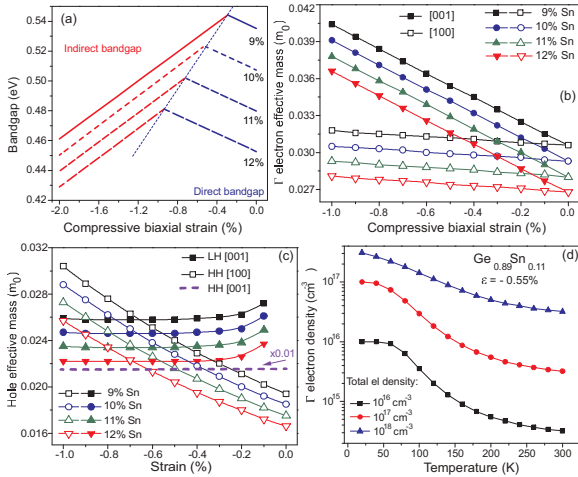 (a)
Indirect bandgap
9%
10%
11%
12%
Direct bandgap
0.54
0.52
0.50
0.48
0.46
0.44
0.42
Bandgap (eV)
-2.0 -1.6 -1.2 -0.8 -0.4 0.0
Compressive biaxial strain (%)
[001] 9% Sn
[100] 10% Sn
11% Sn
12% Sn
(b)
0.042
0.039
0.036
0.033
0.030
0.027
Γ electron effective mass (m0)
-1.0 -0.8 -0.6 -0.4 -0.2 0.0
Compressive biaxial strain (%)
(c)
LH [001]
HH [100]
HH [001]
x0.01
9% Sn
10% Sn
11% Sn
12% Sn
0.032
0.028
0.024
0.020
0.016
Hole effective mass (m0)
-1.0 -0.8 -0.6 -0.4 -0.2 0.0
Strain (%)
(d)
Ge0.89Sn0.11
ε = - 0.55%
Total el density:
10^16 cm^-3
10^17 cm^-3
10^18 cm^-3
10^17
10^16
10^15
Γ electron density (cm^-3)
0 50 100 150 200 250 300
Temperature (K)